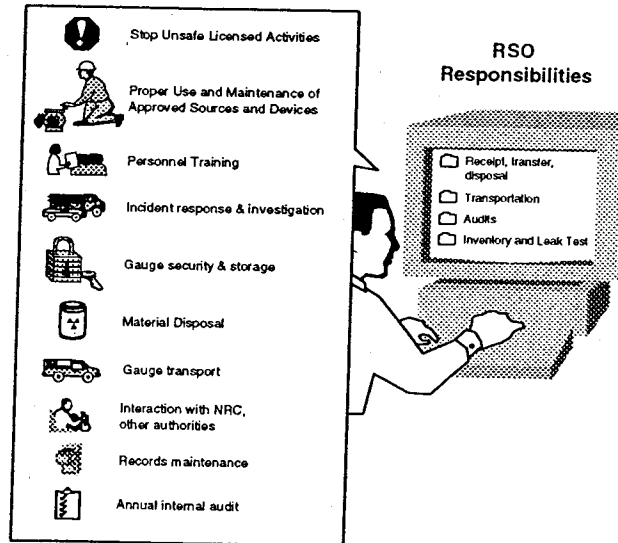 Stop Unsafe Licensed Activities
Proper Use and Maintenance of
Approved Sources and Devices
Personnel Training
Incident response & investigation
Gauge security & storage
Material Disposal
Gauge transport
Interaction with NRC,
other authorities
Records maintenance
Annual internal audit
RSO
Responsibilities
Receipt, transfer,
disposal
Transportation
Audits
Inventory and Leak Test